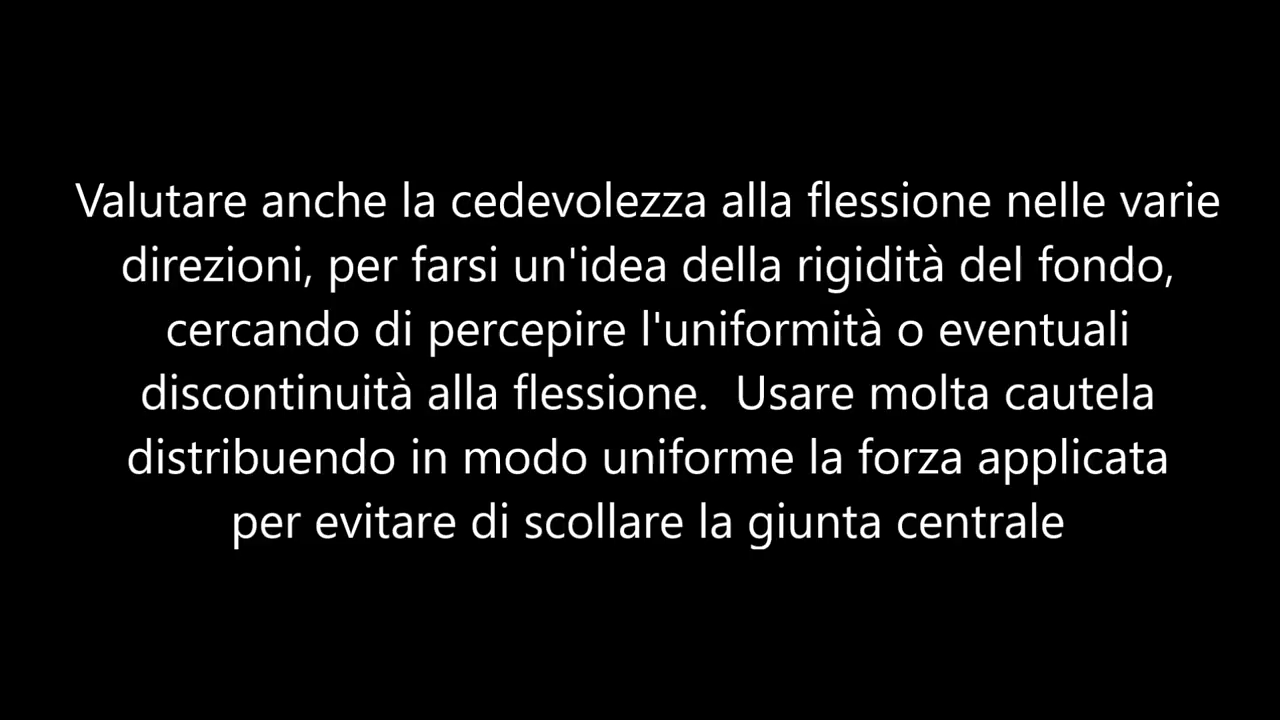 Valutare anche la cedevolezza alla flessione nelle varie
direzioni, per farsi un'idea della rigidità del fondo,
cercando di percepire l'uniformità o eventuali
discontinuità alla flessione.  Usare molta cautela
distribuendo in modo uniforme la forza applicata
per evitare di scollare la giunta centrale